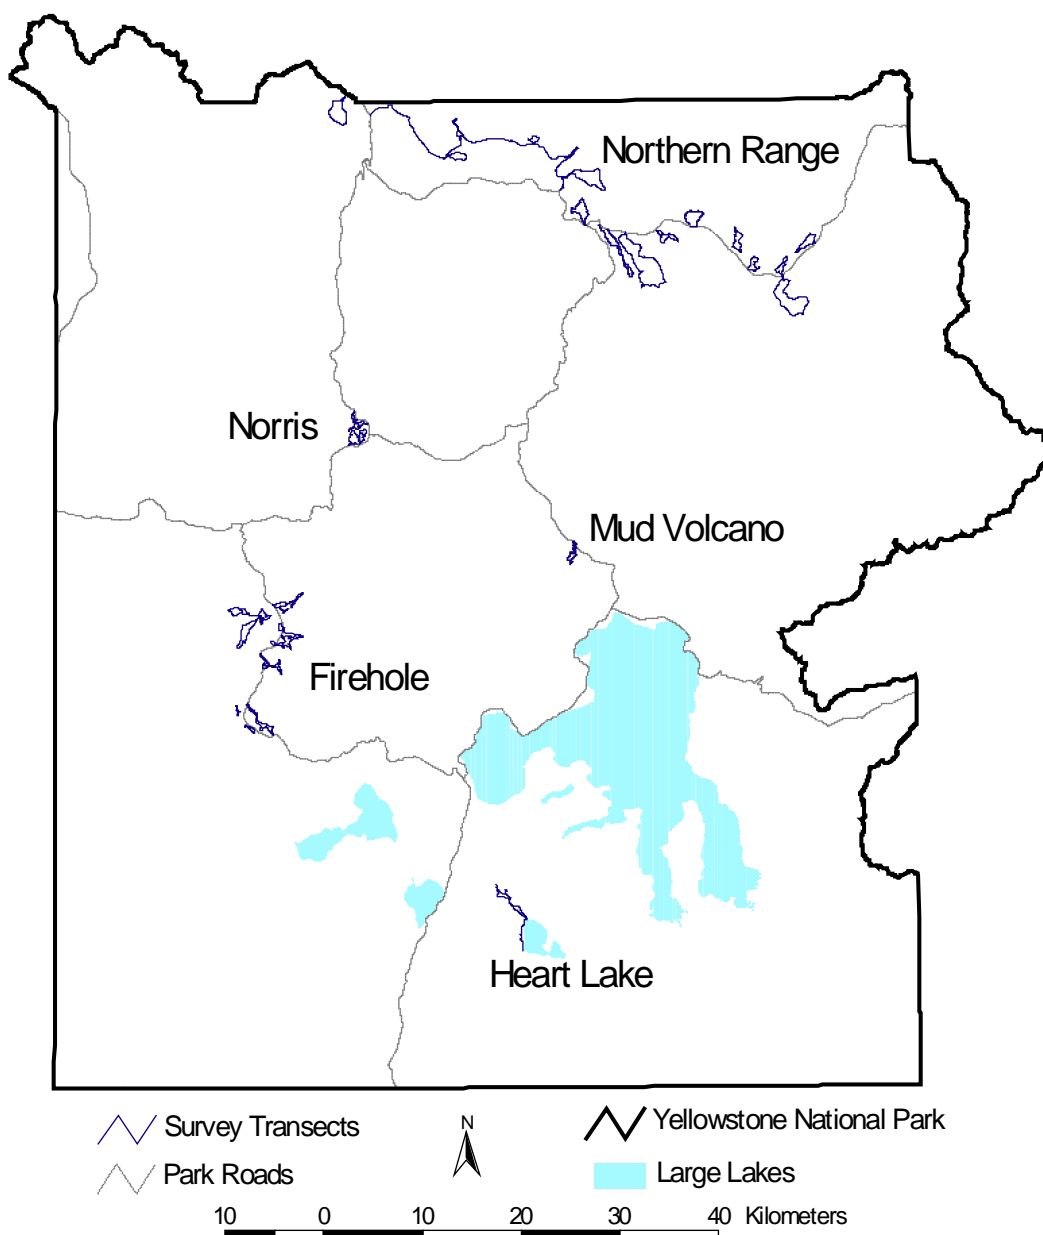 Northern Range
Norris
Mud Volcano
Firehole
Heart Lake
Survey Transects
N
Yellowstone National Park
Park Roads
Large Lakes
10 0 10 20 30 40 Kilometers